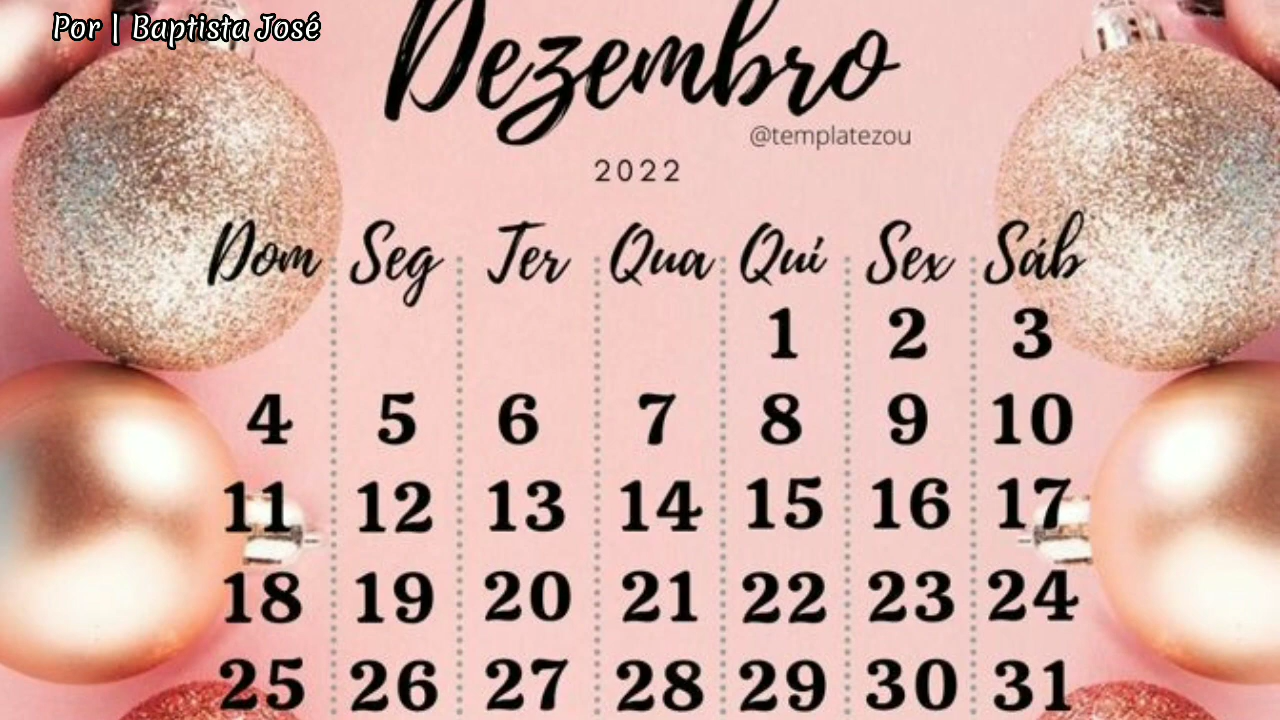 Por | Baptista José
Dezembro
@templatezou
2022
Dom Seg Ter Qua Qui Sex Sáb
1 2 3
4 5 6 7 8 9 10
11 12 13 14 15 16 17
18 19 20 21 22 23 24
25 26 27 28 29 30 31